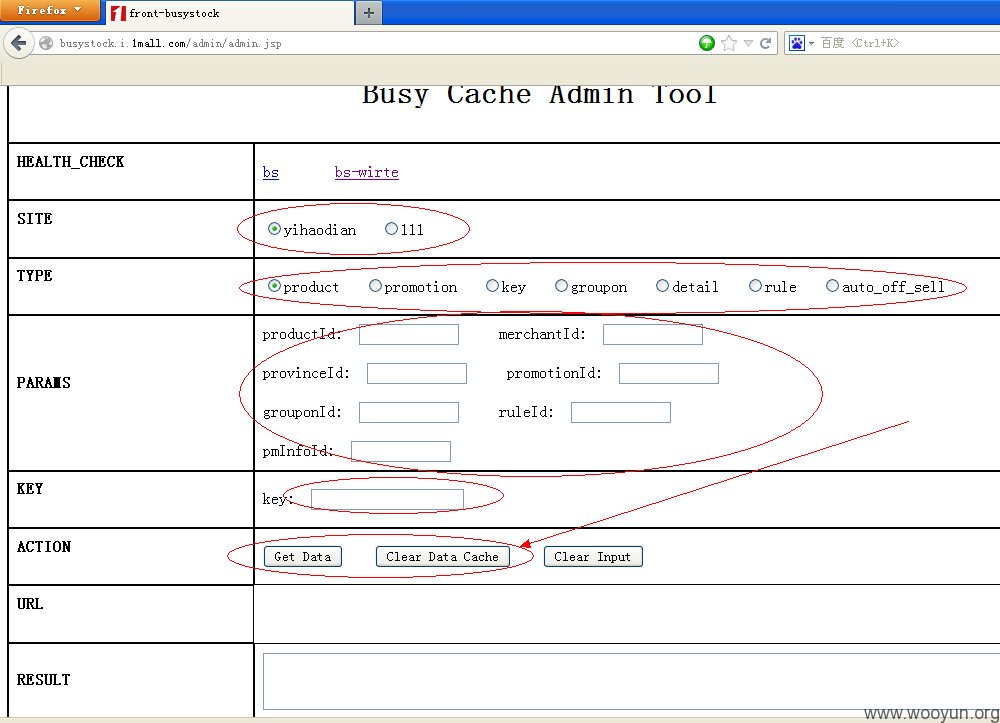 Firefox
front-busystock
busystock.i.1mall.com/admin/admin.jsp
百度 <Ctrl+K>
Busy Cache Admin Tool
HEALTH_CHECK
bs bs-wirte
SITE
yihaodian 111
TYPE
product promotion key groupon detail rule auto_off_sell
productId: merchantId:
PARAMS
provinceId: promotionId:
grouponId: ruleId:
pmInfoId:
KEY
key:
ACTION
Get Data Clear Data Cache Clear Input
URL
RESULT
www.wooyun.org